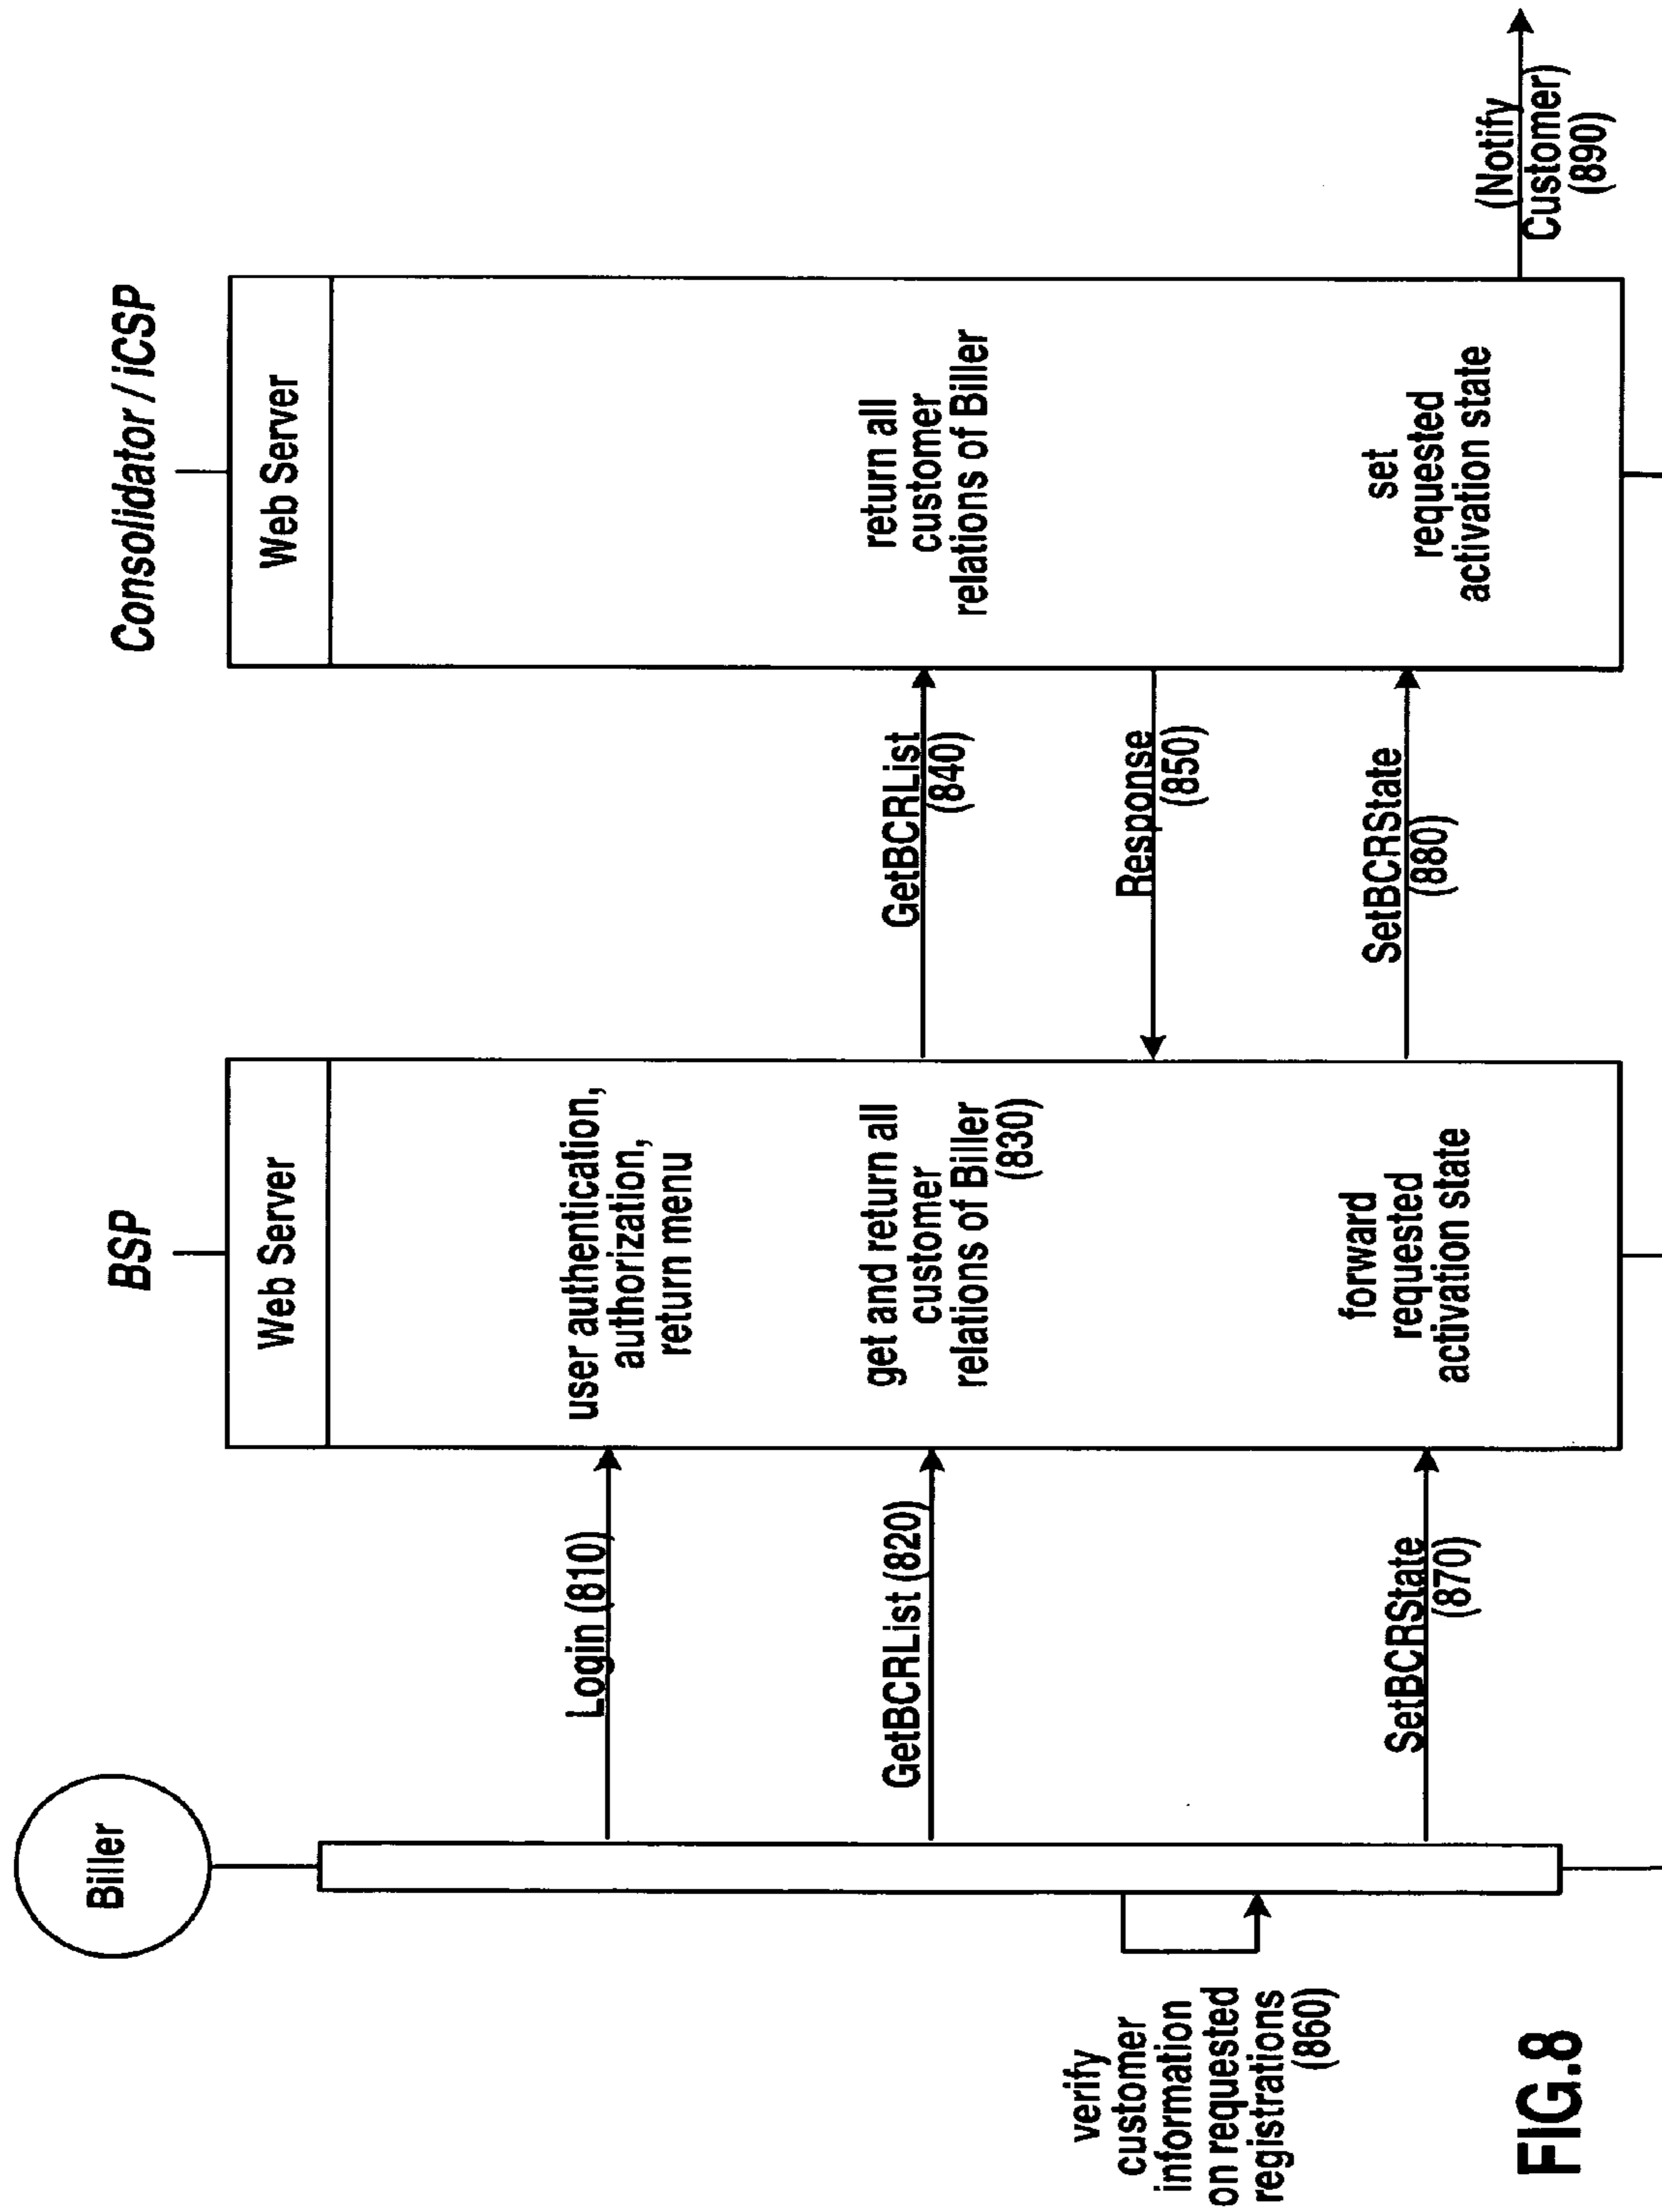 Biller
BSP
Consolidator / iCSP
Web Server
Web Server
Login (810)
user authentication,
authorization,
return menu
GetBCRList (820)
get and return all
customer
relations of Biller
(830)
GetBCRList
(840)
return all
customer
relations of Biller
Response
(850)
verify
customer
information
on requested
registrations
(860)
SetBCRState
(870)
forward
requested
activation state
SetBCRState
(880)
set
requested
activation state
(Notify
Customer)
(890)
FIG.8